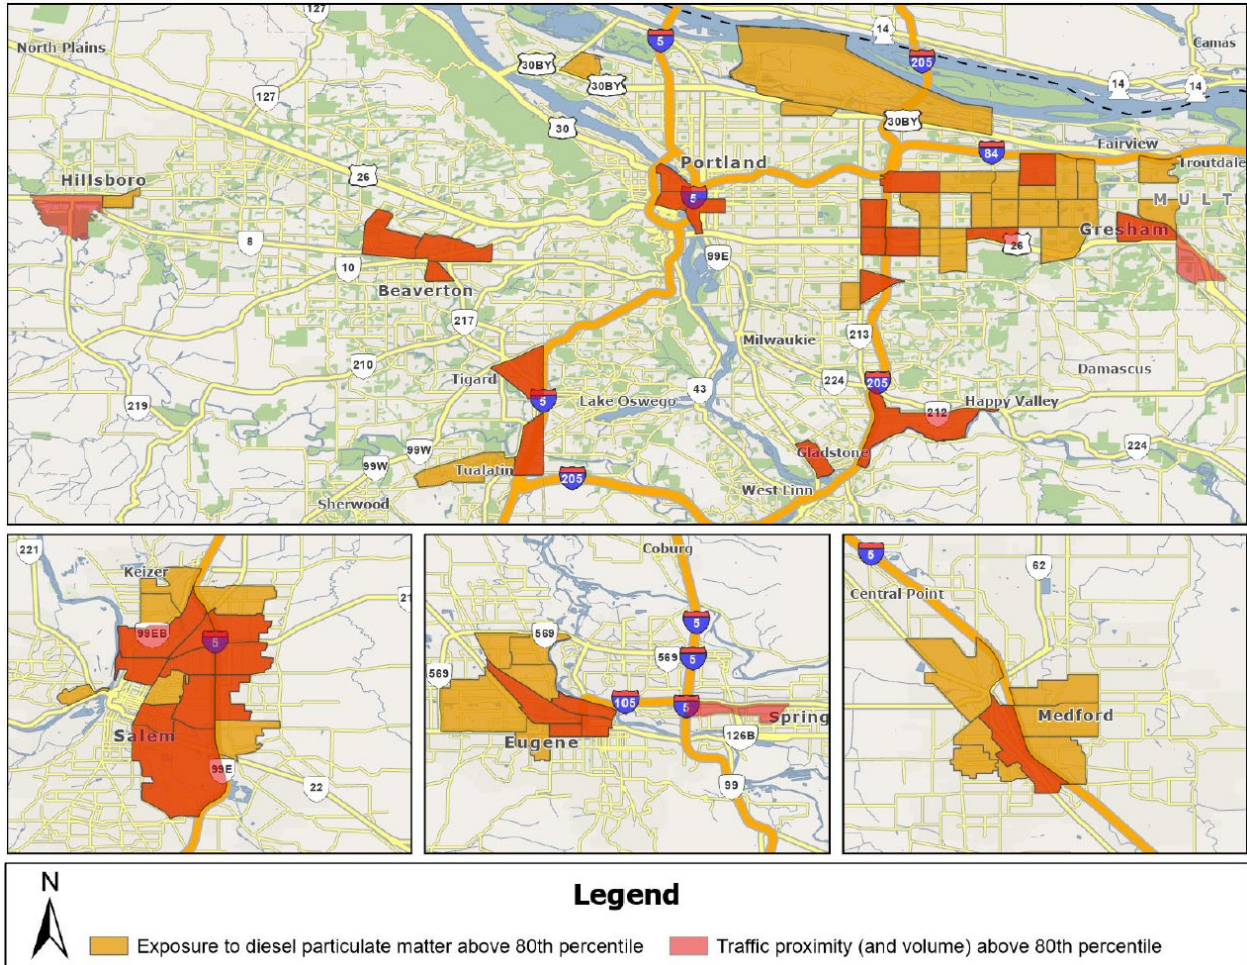 127
North Plains
5
14
Camas
30BY
205
127
30BY
14
14
30
30BY
Portland
Fairview
84
Troutdale
Hillsboro
26
5
MULT
Gresham
26
8
10
99E
Beaverton
217
213
Milwaukie
210
Tigard
224
205
Damascus
43
219
5
Lake Oswego
212
Happy Valley
99W
Gladstone
224
99W
Tualatin
205
West Linn
Sherwood
221
Keizer
21
99EB
5
Salem
99E
22
Coburg
5
569
569
5
569
105
5
Spring
Eugene
126B
99
5
62
Central Point
Medford
N
Legend
Exposure to diesel particulate matter above 80th percentile
Traffic proximity (and volume) above 80th percentile